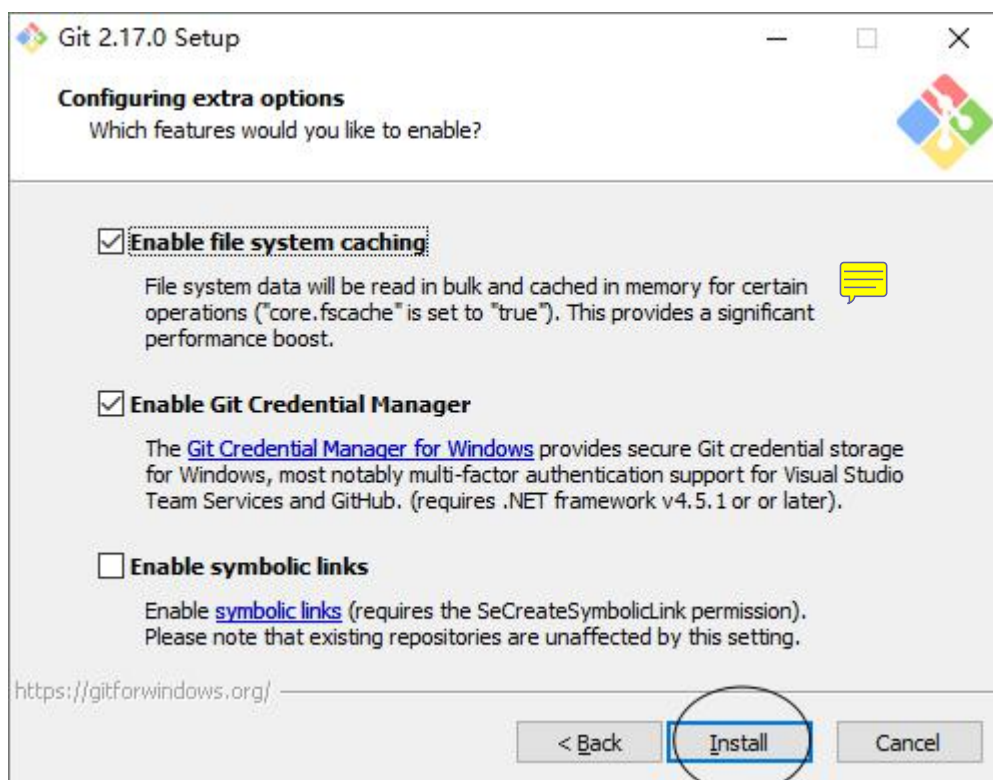 Git 2.17.0 Setup
Configuring extra options
Which features would you like to enable?
Enable file system caching
File system data will be read in bulk and cached in memory for certain
operations ("core.fscache" is set to "true"). This provides a significant
performance boost.
Enable Git Credential Manager
The Git Credential Manager for Windows provides secure Git credential storage
for Windows, most notably multi-factor authentication support for Visual Studio
Team Services and GitHub. (requires .NET framework v4.5.1 or or later).
Enable symbolic links
Enable symbolic links (requires the SeCreateSymbolicLink permission).
Please note that existing repositories are unaffected by this setting.
https://gitforwindows.org/
< Back Install Cancel